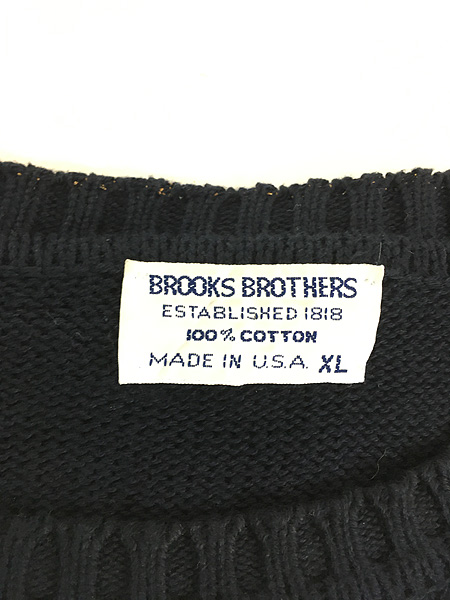 BROOKS BROTHERS
ESTABLISHED 1818
100% COTTON
MADE IN U.S.A. XL